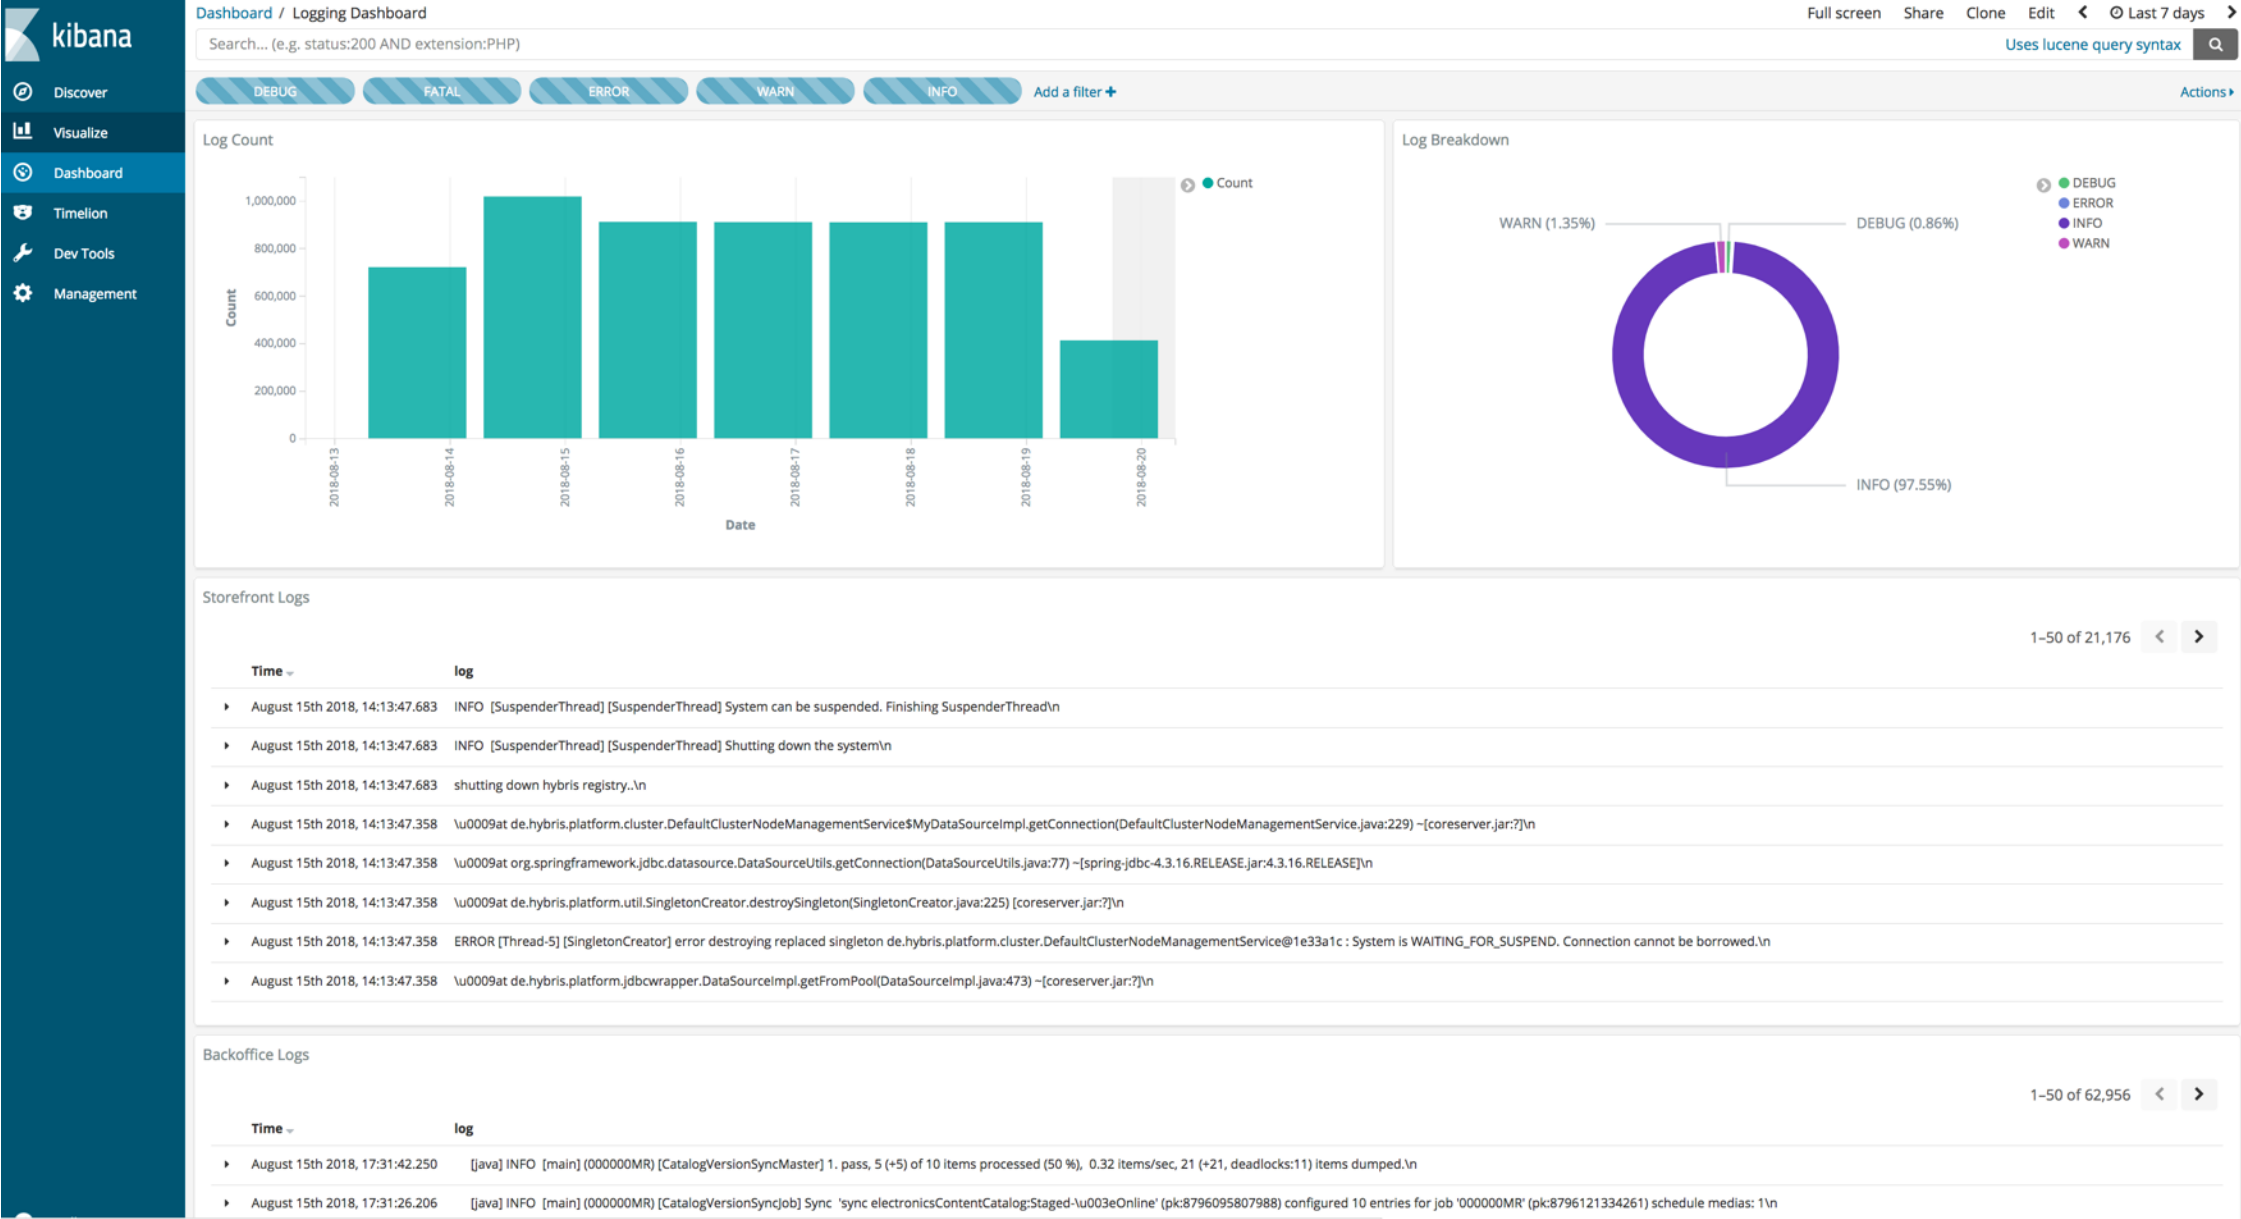 kibana
Discover
Visualize
Dashboard
Timelion
Dev Tools
Management
Dashboard / Logging Dashboard
Full screen Share Clone Edit Last 7 days
Search... (e.g. status:200 AND extension:PHP)
Uses lucene query syntax
DEBUG FATAL ERROR WARN INFO Add a filter +
Actions
Log Count
Count
1,000,000
800,000
600,000
400,000
200,000
0
Count
2018-08-13
2018-08-14
2018-08-15
2018-08-16
2018-08-17
2018-08-18
2018-08-19
2018-08-20
Date
Log Breakdown
DEBUG
ERROR
INFO
WARN
WARN (1.35%)
DEBUG (0.86%)
INFO (97.55%)
Storefront Logs
1–50 of 21,176
Time log
August 15th 2018, 14:13:47.683 INFO [SuspenderThread] [SuspenderThread] System can be suspended. Finishing SuspenderThread\n
August 15th 2018, 14:13:47.683 INFO [SuspenderThread] [SuspenderThread] Shutting down the system\n
August 15th 2018, 14:13:47.683 shutting down hybris registry..\n
August 15th 2018, 14:13:47.358 \u0009at de.hybris.platform.cluster.DefaultClusterNodeManagementService$MyDataSourceImpl.getConnection(DefaultClusterNodeManagementService.java:229) ~[coreserver.jar:?]\n
August 15th 2018, 14:13:47.358 \u0009at org.springframework.jdbc.datasource.DataSourceUtils.getConnection(DataSourceUtils.java:77) ~[spring-jdbc-4.3.16.RELEASE.jar:4.3.16.RELEASE]\n
August 15th 2018, 14:13:47.358 \u0009at de.hybris.platform.util.SingletonCreator.destroySingleton(SingletonCreator.java:225) [coreserver.jar:?]\n
August 15th 2018, 14:13:47.358 ERROR [Thread-5] [SingletonCreator] error destroying replaced singleton de.hybris.platform.cluster.DefaultClusterNodeManagementService@1e33a1c : System is WAITING_FOR_SUSPEND. Connection cannot be borrowed.\n
August 15th 2018, 14:13:47.358 \u0009at de.hybris.platform.jdbcwrapper.DataSourceImpl.getFromPool(DataSourceImpl.java:473) ~[coreserver.jar:?]\n
Backoffice Logs
1–50 of 62,956
Time log
August 15th 2018, 17:31:42.250 [java] INFO [main] (000000MR) [CatalogVersionSyncMaster] 1. pass, 5 (+5) of 10 items processed (50 %), 0.32 items/sec, 21 (+21, deadlocks:11) items dumped.\n
August 15th 2018, 17:31:26.206 [java] INFO [main] (000000MR) [CatalogVersionSyncJob] Sync 'sync electronicsContentCatalog:Staged-\u003eOnline' (pk:8796095807988) configured 10 entries for job '000000MR' (pk:8796121334261) schedule medias: 1\n